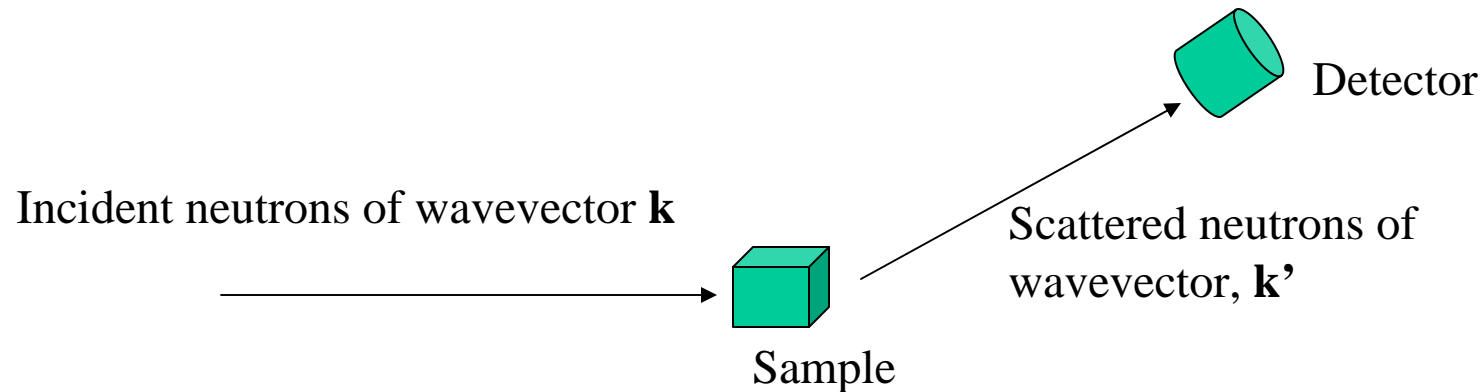 Detector
Incident neutrons of wavevector k
Scattered neutrons of
wavevector, k’
Sample